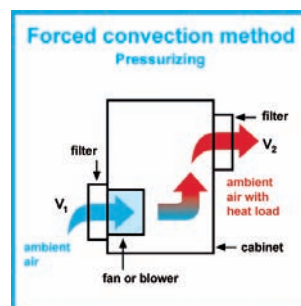 Forced convection method
Pressurizing
filter
V2
filter
V1
ambient
air with
heat load
ambient
air
cabinet
fan or blower